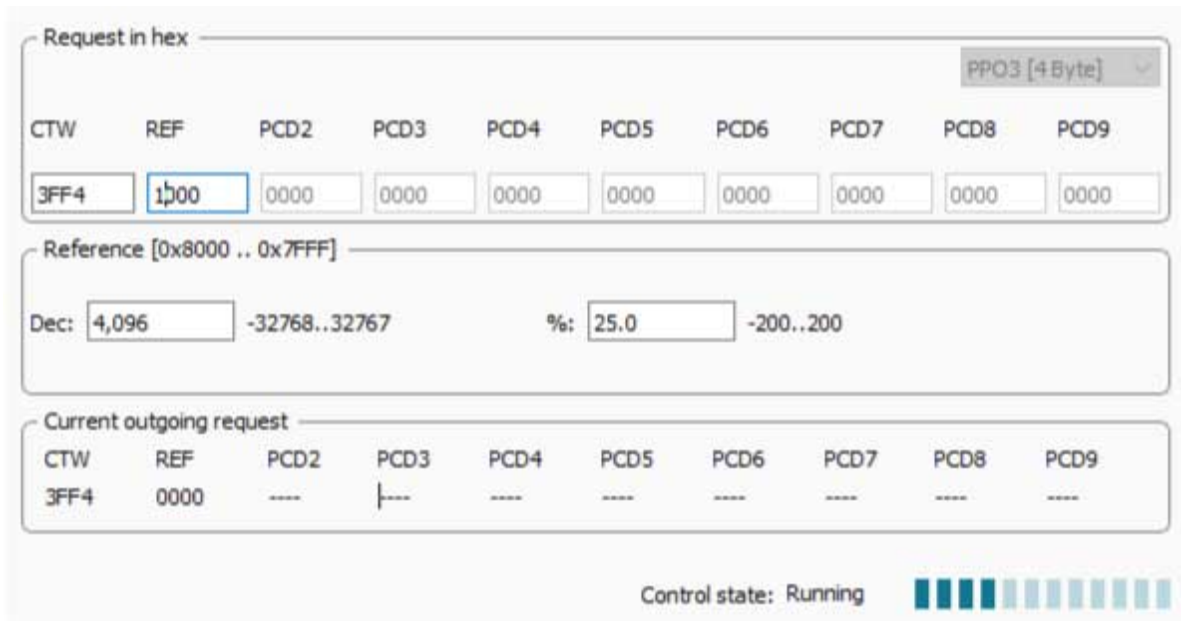 Request in hex
PPO3 [4 Byte]
CTW REF PCD2 PCD3 PCD4 PCD5 PCD6 PCD7 PCD8 PCD9
3FF4 1000 0000 0000 0000 0000 0000 0000 0000 0000
Reference [0x8000 .. 0x7FFF]
Dec: 4,096 -32768..32767 %: 25.0 -200..200
Current outgoing request
CTW REF PCD2 PCD3 PCD4 PCD5 PCD6 PCD7 PCD8 PCD9
3FF4 0000 ---- ---- ---- ---- ---- ---- ---- ----
Control state: Running